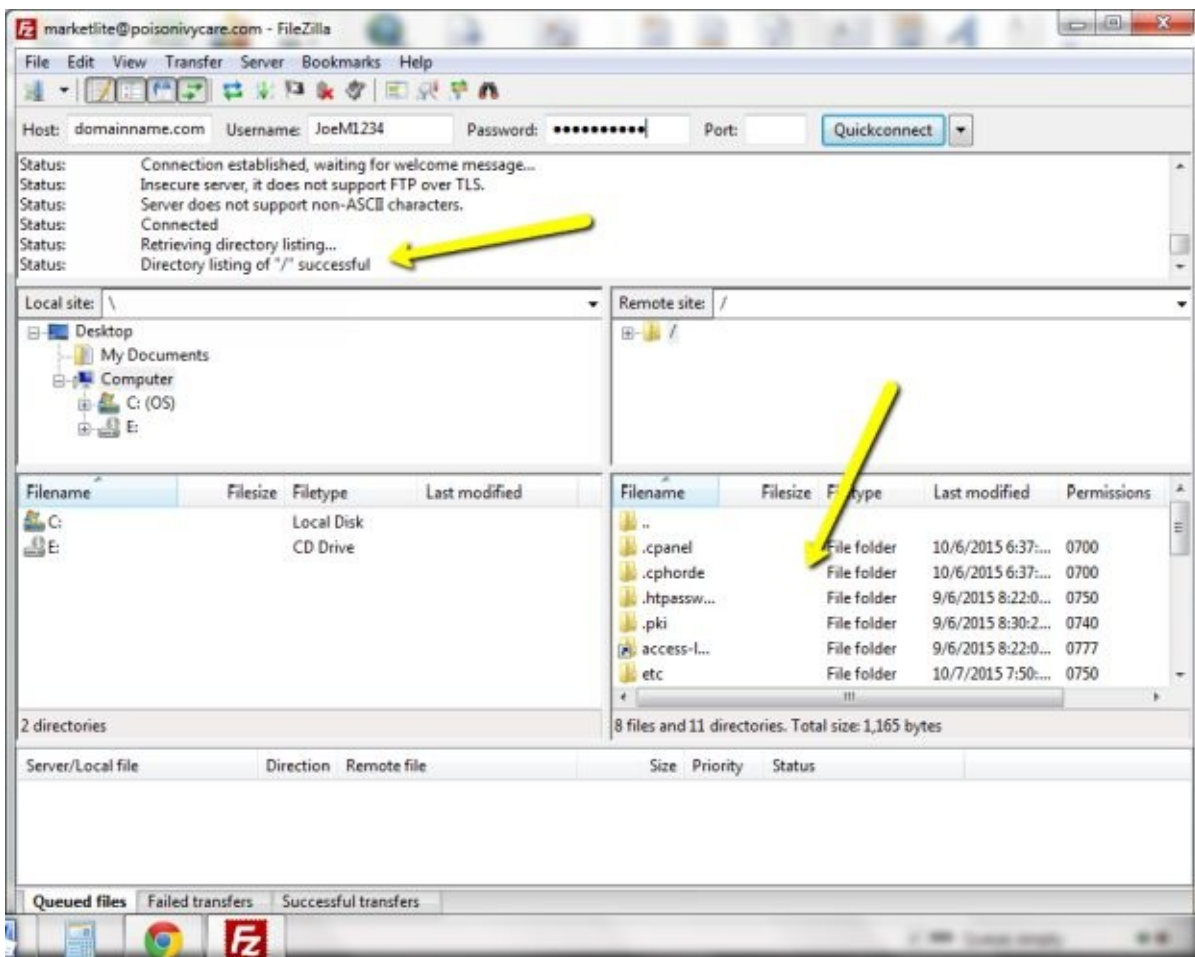 marketlite@poisonivycare.com - FileZilla
File Edit View Transfer Server Bookmarks Help
Host: domainname.com Username: JoeM1234 Password: •••••••••• Port: Quickconnect
Status: Connection established, waiting for welcome message...
Status: Insecure server, it does not support FTP over TLS.
Status: Server does not support non-ASCII characters.
Status: Connected
Status: Retrieving directory listing...
Status: Directory listing of "/" successful
Local site: \
Desktop
My Documents
Computer
C: (OS)
E:
Remote site: /
/
Filename Filesize Filetype Last modified
C: Local Disk
E: CD Drive
2 directories
Filename Filesize Last modified Permissions
..
.cpanel File folder 10/6/2015 6:37:... 0700
.cphorde File folder 10/6/2015 6:37:... 0700
.htpassw... File folder 9/6/2015 8:22:0... 0750
.pki File folder 9/6/2015 8:30:2... 0740
access-l... File folder 9/6/2015 8:22:0... 0777
etc File folder 10/7/2015 7:50:... 0750
8 files and 11 directories. Total size: 1,165 bytes
Server/Local file Direction Remote file Size Priority Status
Queued files Failed transfers Successful transfers
Fz
Queue: empty